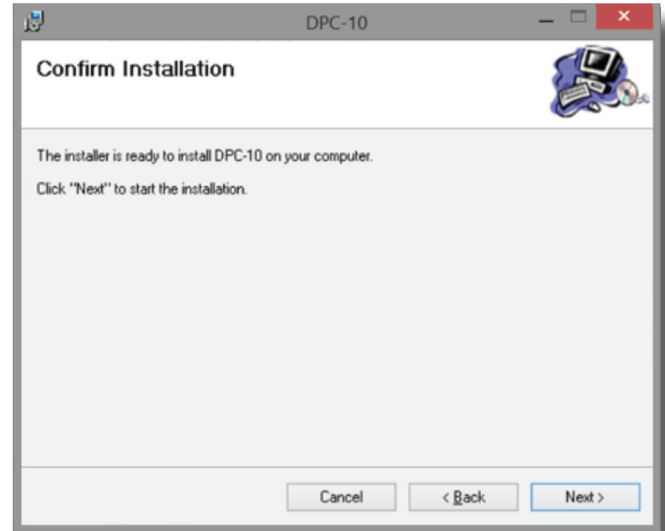 DPC-10
Confirm Installation
The installer is ready to install DPC-10 on your computer.
Click "Next" to start the installation.
Cancel
< Back
Next >